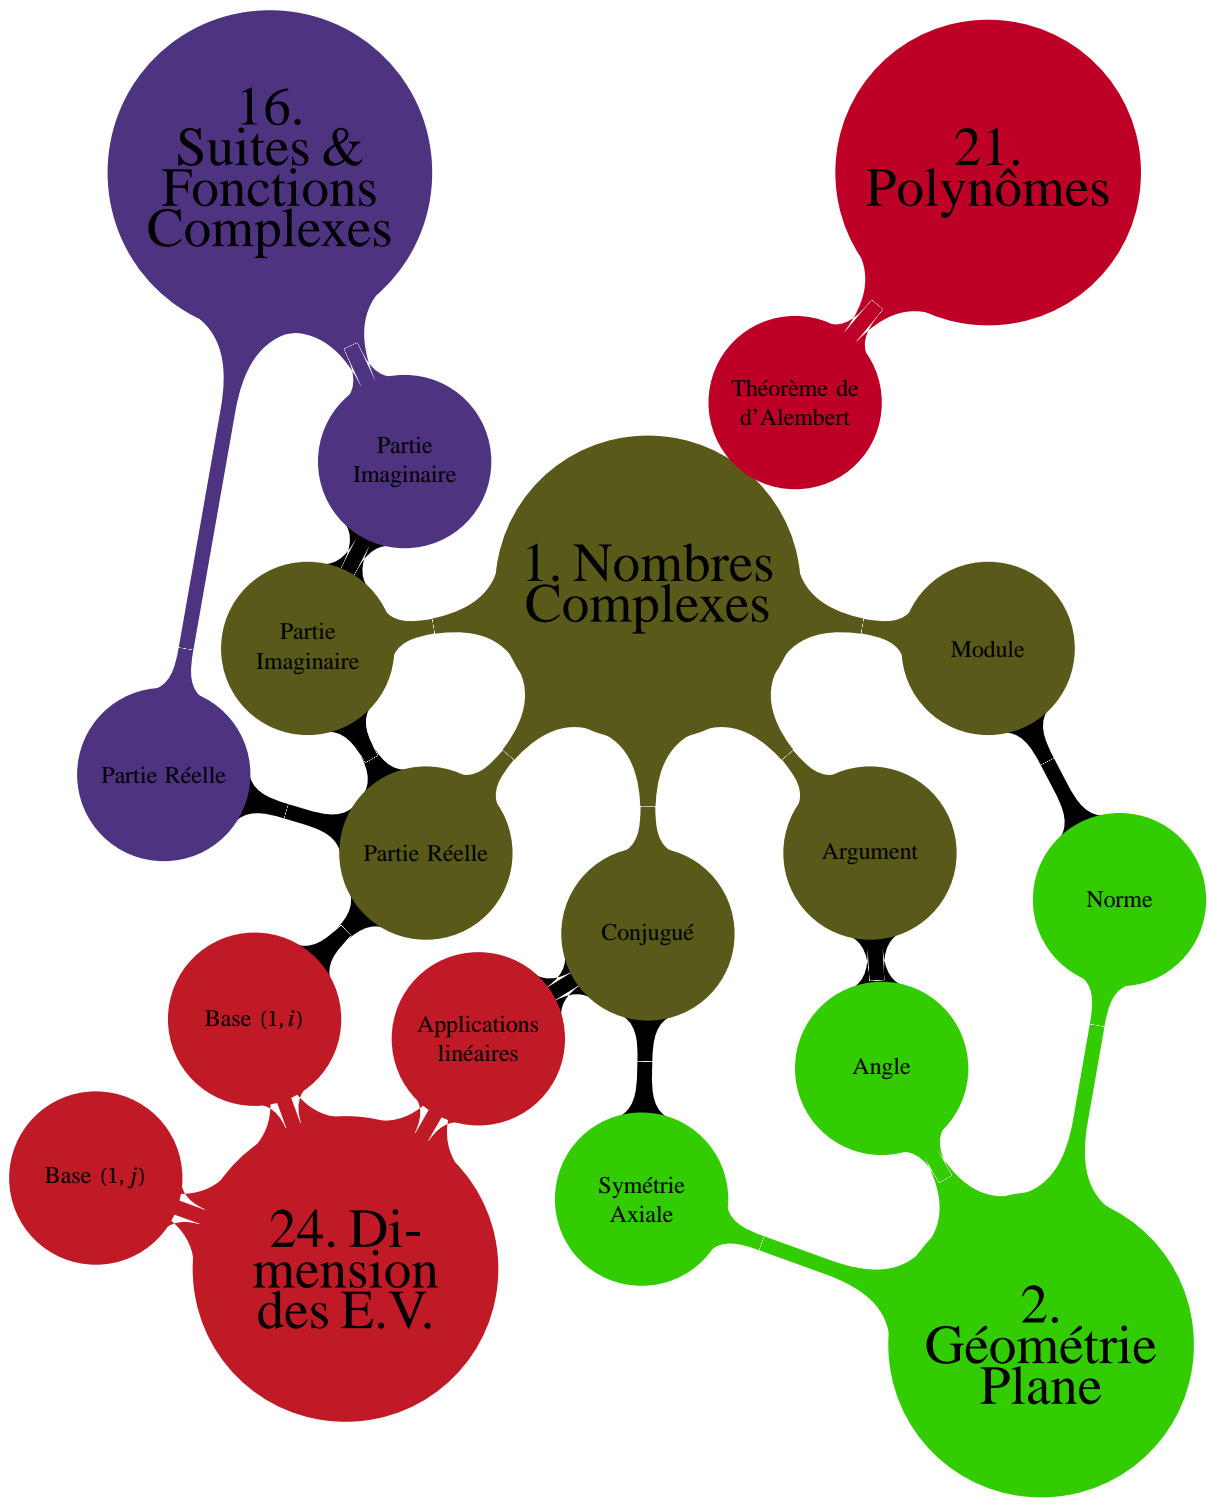 16.
Suites &
Fonctions
Complexes
21.
Polynômes
Théorème de
d'Alembert
Partie
Imaginaire
1. Nombres
Complexes
Partie
Imaginaire
Module
Partie Réelle
Partie Réelle
Argument
Norme
Conjugué
Base (1, i)
Applications
linéaires
Angle
Base (1, j)
Symétrie
Axiale
24. Di-
mension
des E.V.
2.
Géométrie
Plane